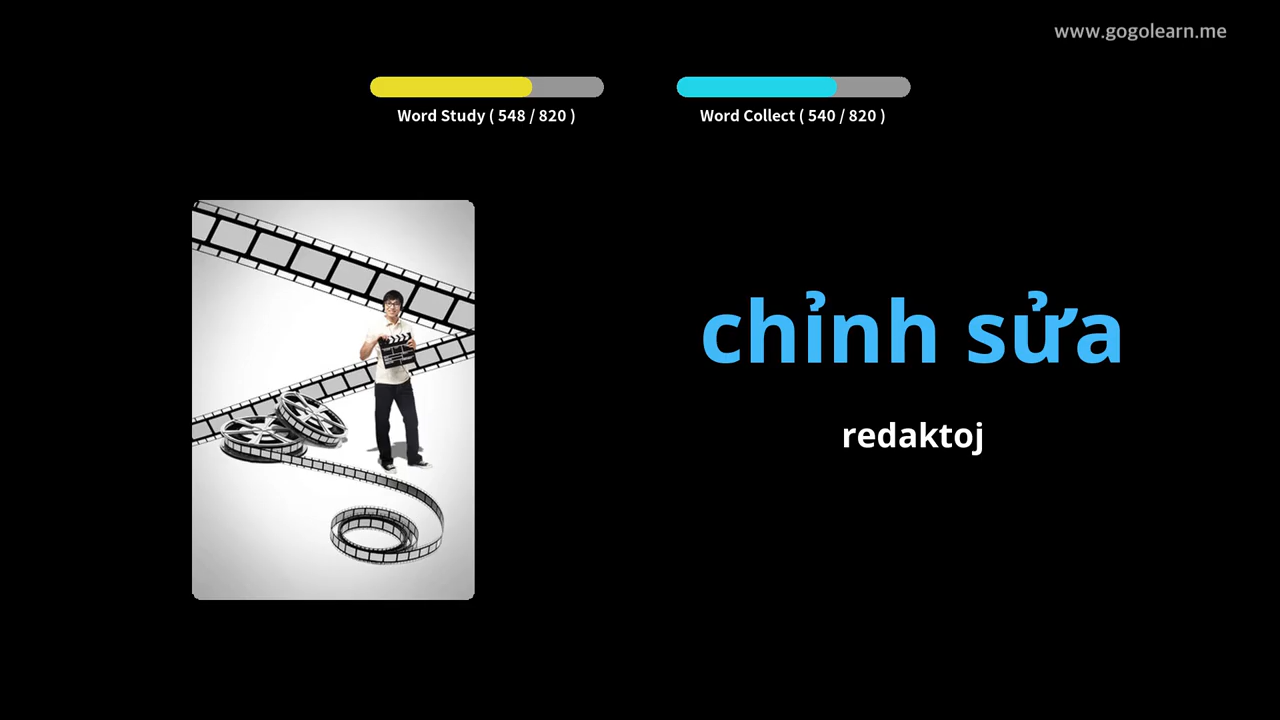 www.gogolearn.me
Word Study ( 548 / 820 )
Word Collect ( 540 / 820 )
chỉnh sửa
redaktoj